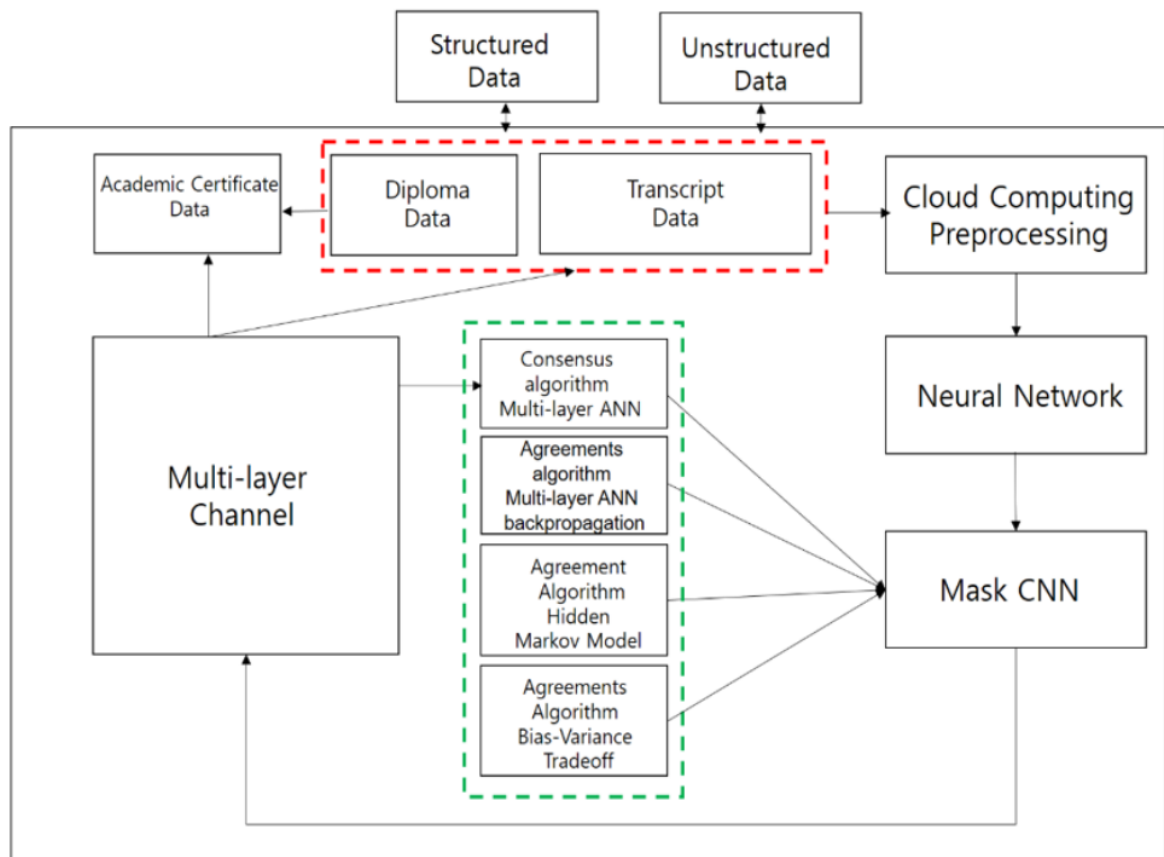 Structured
Data
Unstructured
Data
Academic Certificate
Data
Diploma
Data
Transcript
Data
Cloud Computing
Preprocessing
Multi-layer
Channel
Consensus
algorithm
Multi-layer ANN
Agreements
algorithm
Multi-layer ANN
backpropagation
Agreement
Algorithm
Hidden
Markov Model
Agreements
Algorithm
Bias-Variance
Tradeoff
Neural Network
Mask CNN